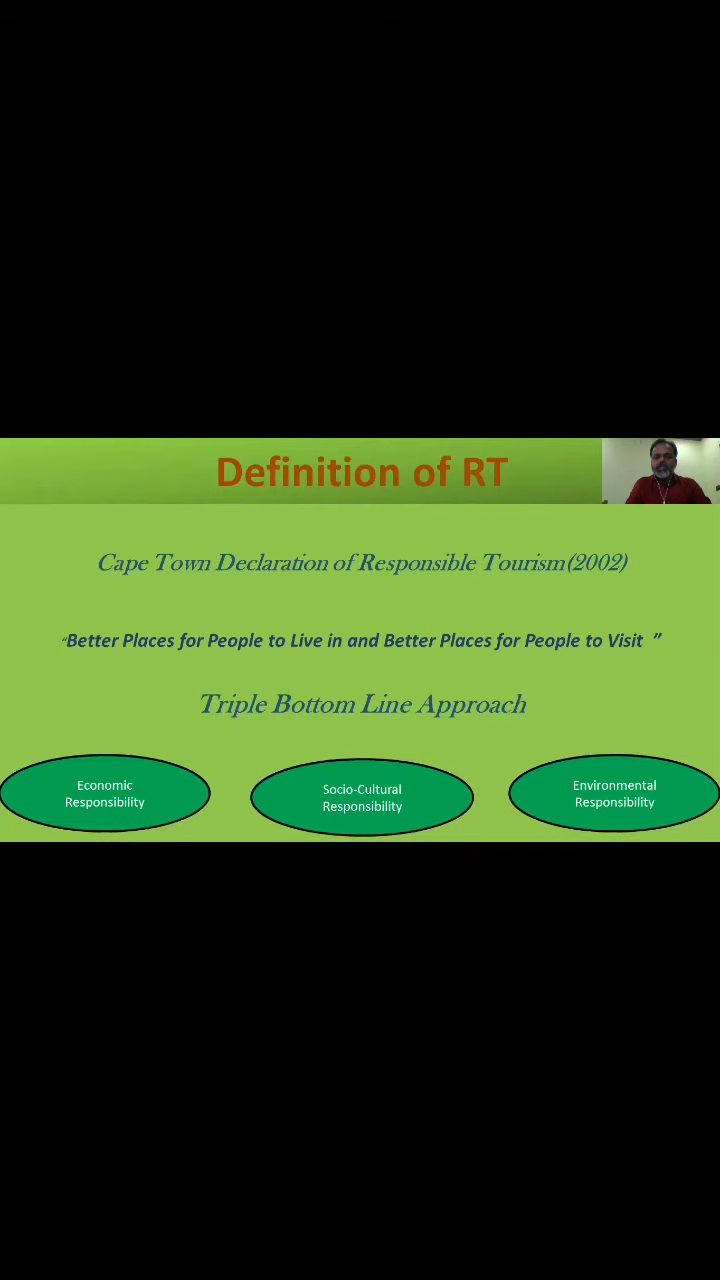 Definition of RT
Cape Town Declaration of Responsible Tourism(2002)
“Better Places for People to Live in and Better Places for People to Visit ”
Triple Bottom Line Approach
Economic
Responsibility
Socio-Cultural
Responsibility
Environmental
Responsibility